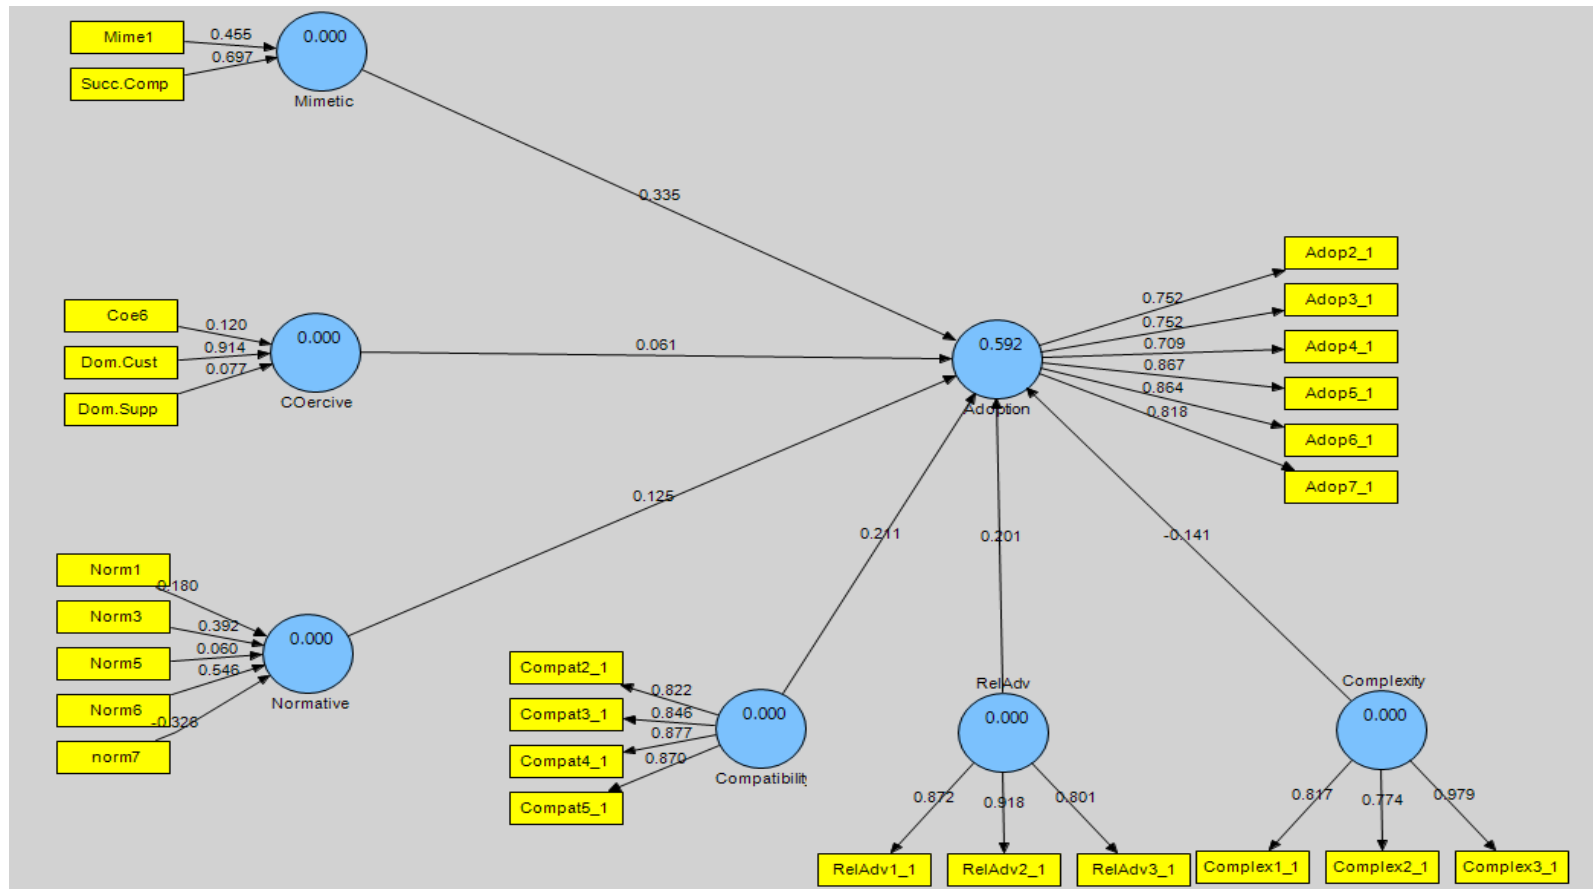 Mime1
0.455
0.697
Succ.Comp
0.000
Mimetic
0.335
Coe6
0.120
Dom.Cust
0.914
0.077
Dom.Supp
0.000
COercive
0.061
Norm1
0.180
Norm3
0.392
Norm5
0.060
0.546
Norm6
-0.326
norm7
0.000
Normative
0.125
0.592
Adoption
0.752
0.752
0.709
0.867
0.864
0.818
Adop2_1
Adop3_1
Adop4_1
Adop5_1
Adop6_1
Adop7_1
0.211
0.201
-0.141
Compat2_1
0.822
Compat3_1
0.846
Compat4_1
0.877
0.870
Compat5_1
0.000
Compatibilit
RelAdv
0.000
0.872
0.918
0.801
RelAdv1_1
RelAdv2_1
RelAdv3_1
Complexity
0.000
0.817
0.774
0.979
Complex1_1
Complex2_1
Complex3_1